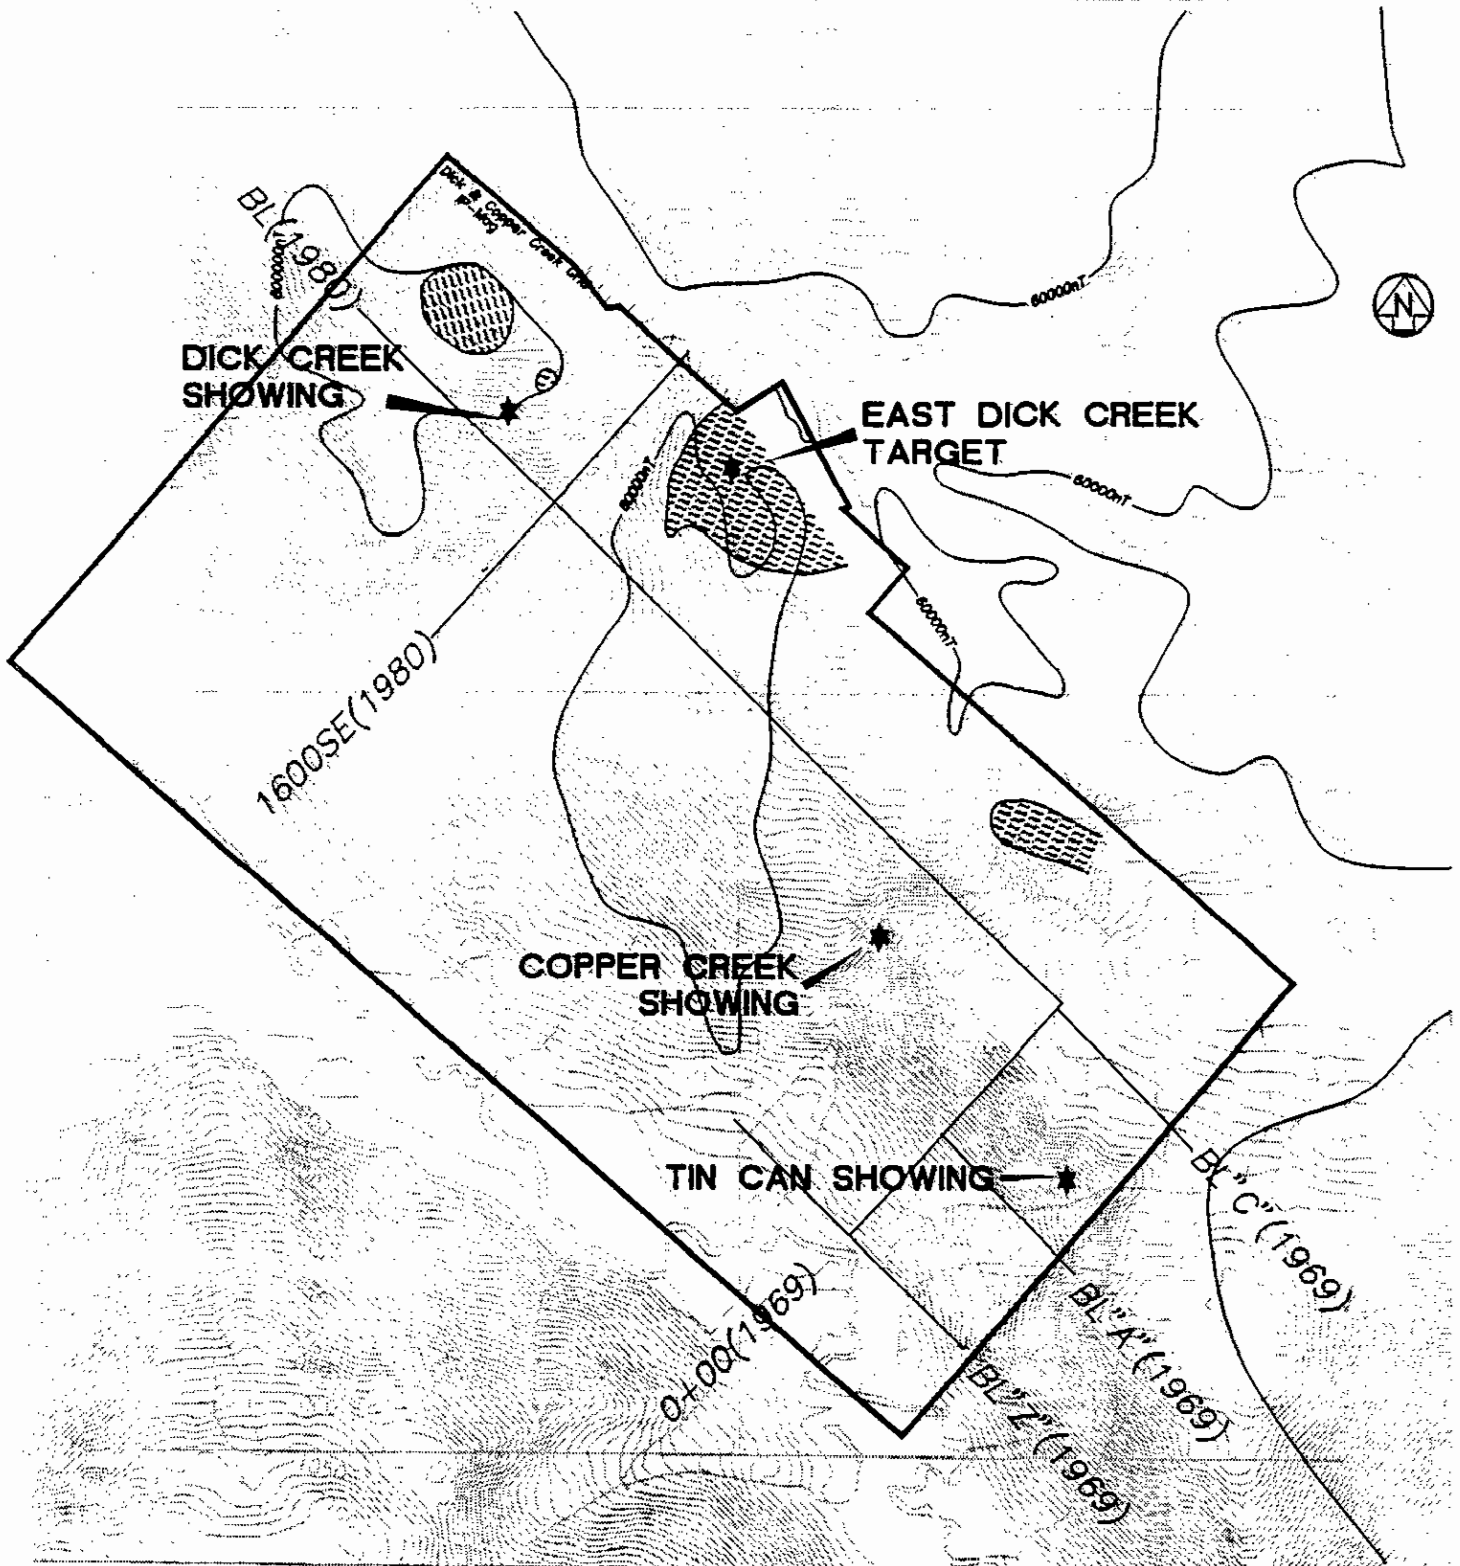 Dick & Copper Creek Grid
IP-Mag
BL(1980)
60000nT
N
60000nT
DICK CREEK
SHOWING
EAST DICK CREEK
TARGET
60000nT
60000nT
60000nT
1600SE(1980)
COPPER CREEK
SHOWING
TIN CAN SHOWING
BL"C"(1969)
0+00(1969)
BL"A"(1969)
BL"Z"(1969)